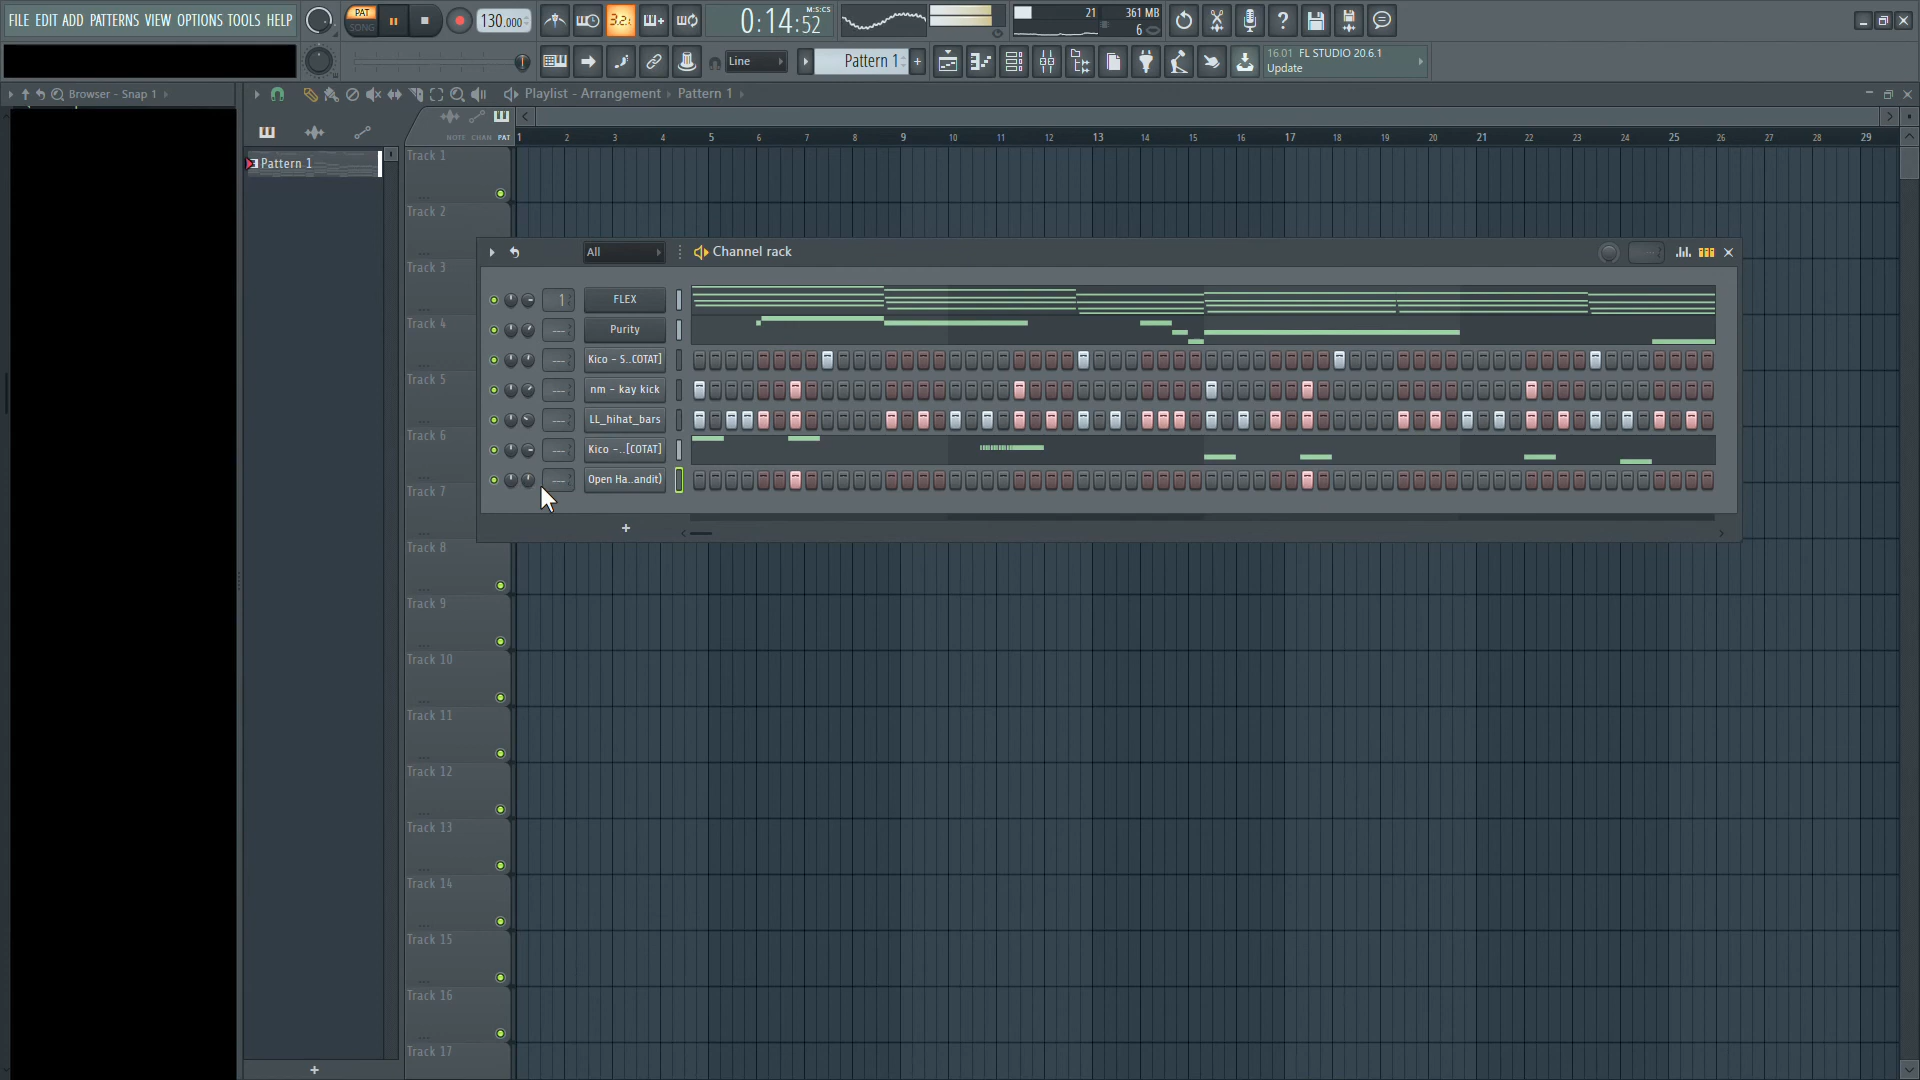 FILE EDIT ADD PATTERNS VIEW OPTIONS TOOLS HELP
PAT
SONG
130.000
3.2.
0:14:52
M:S:CS
21
361 MB
6
Line
Pattern 1
+
16.01 FL STUDIO 20.6.1
Update
Browser - Snap 1
Playlist - Arrangement
Pattern 1
NOTE CHAN PAT
1 2 3 4 5 6 7 8 9 10 11 12 13 14 15 16 17 18 19 20 21 22 23 24 25 26 27 28 29
Pattern 1
Track 1
Track 2
Track 3
Track 4
Track 5
Track 6
Track 7
Track 8
Track 9
Track 10
Track 11
Track 12
Track 13
Track 14
Track 15
Track 16
Track 17
All
Channel rack
1
FLEX
--- Purity
--- Kico - S..COTAT]
--- nm - kay kick
--- LL_hihat_bars
--- Kico -..[COTAT]
--- Open Ha..andit)
+
+